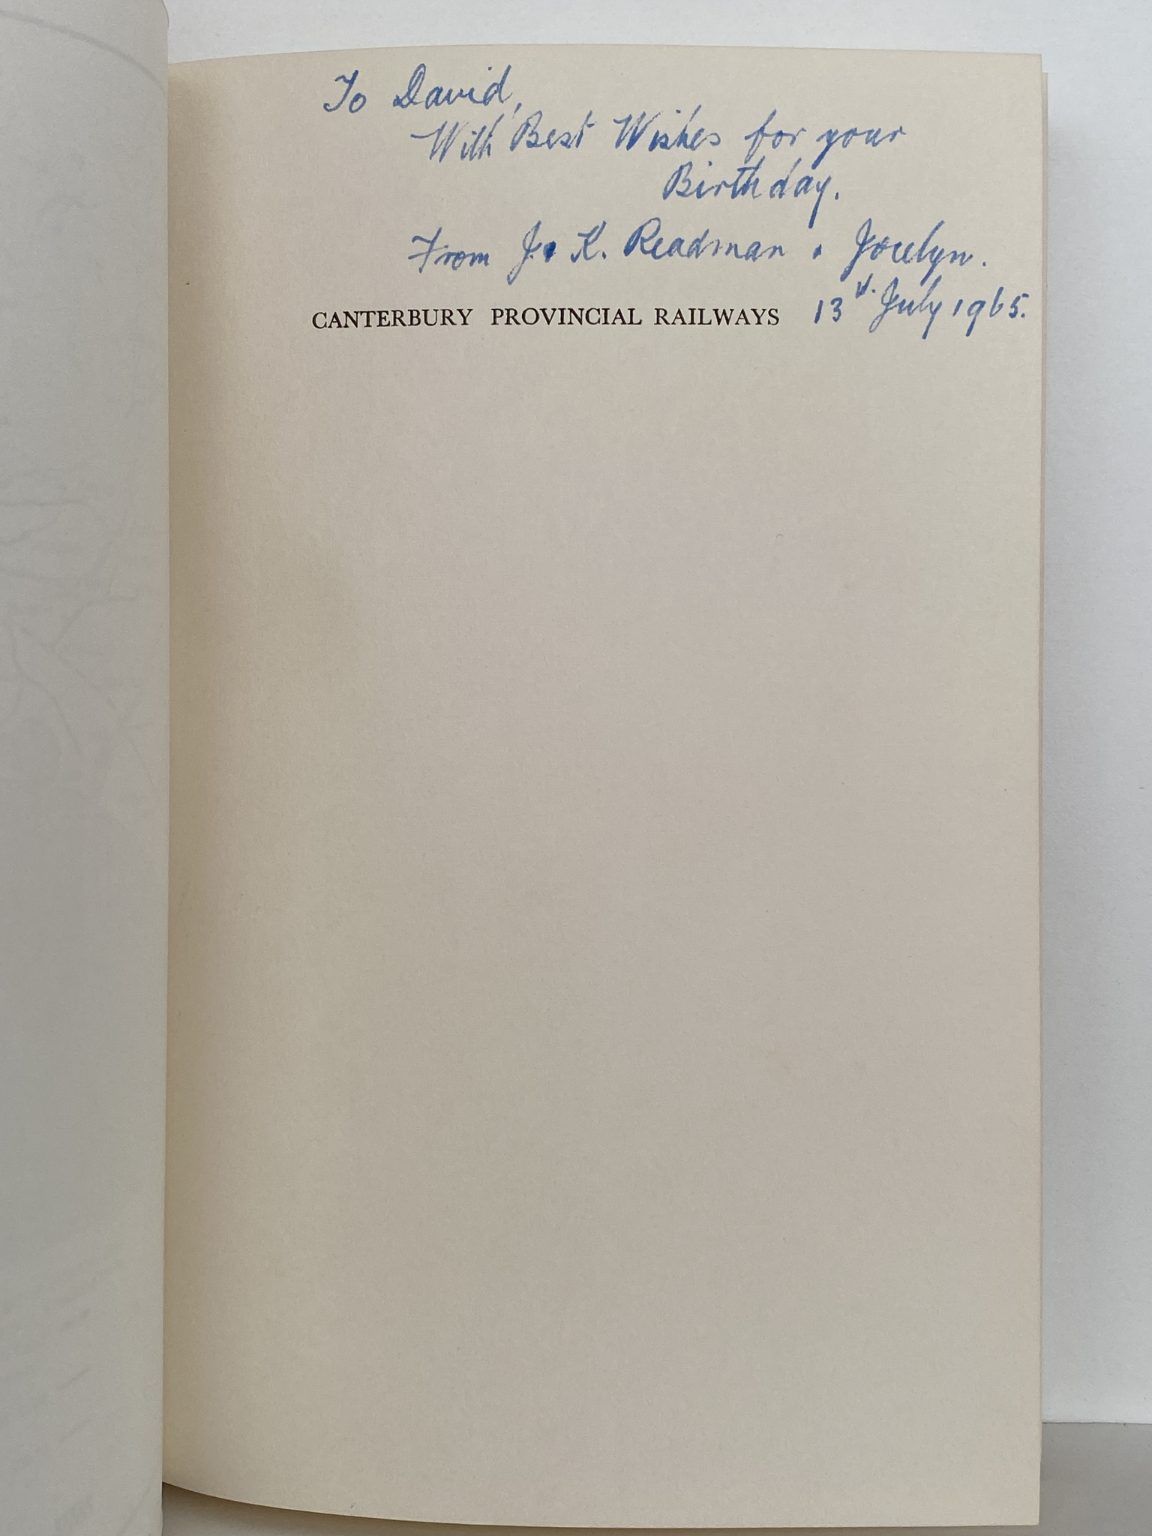 To David,
With Best Wishes for your
Birthday.
From J. K. Readman & Jocelyn.
13th July 1965.
CANTERBURY PROVINCIAL RAILWAYS